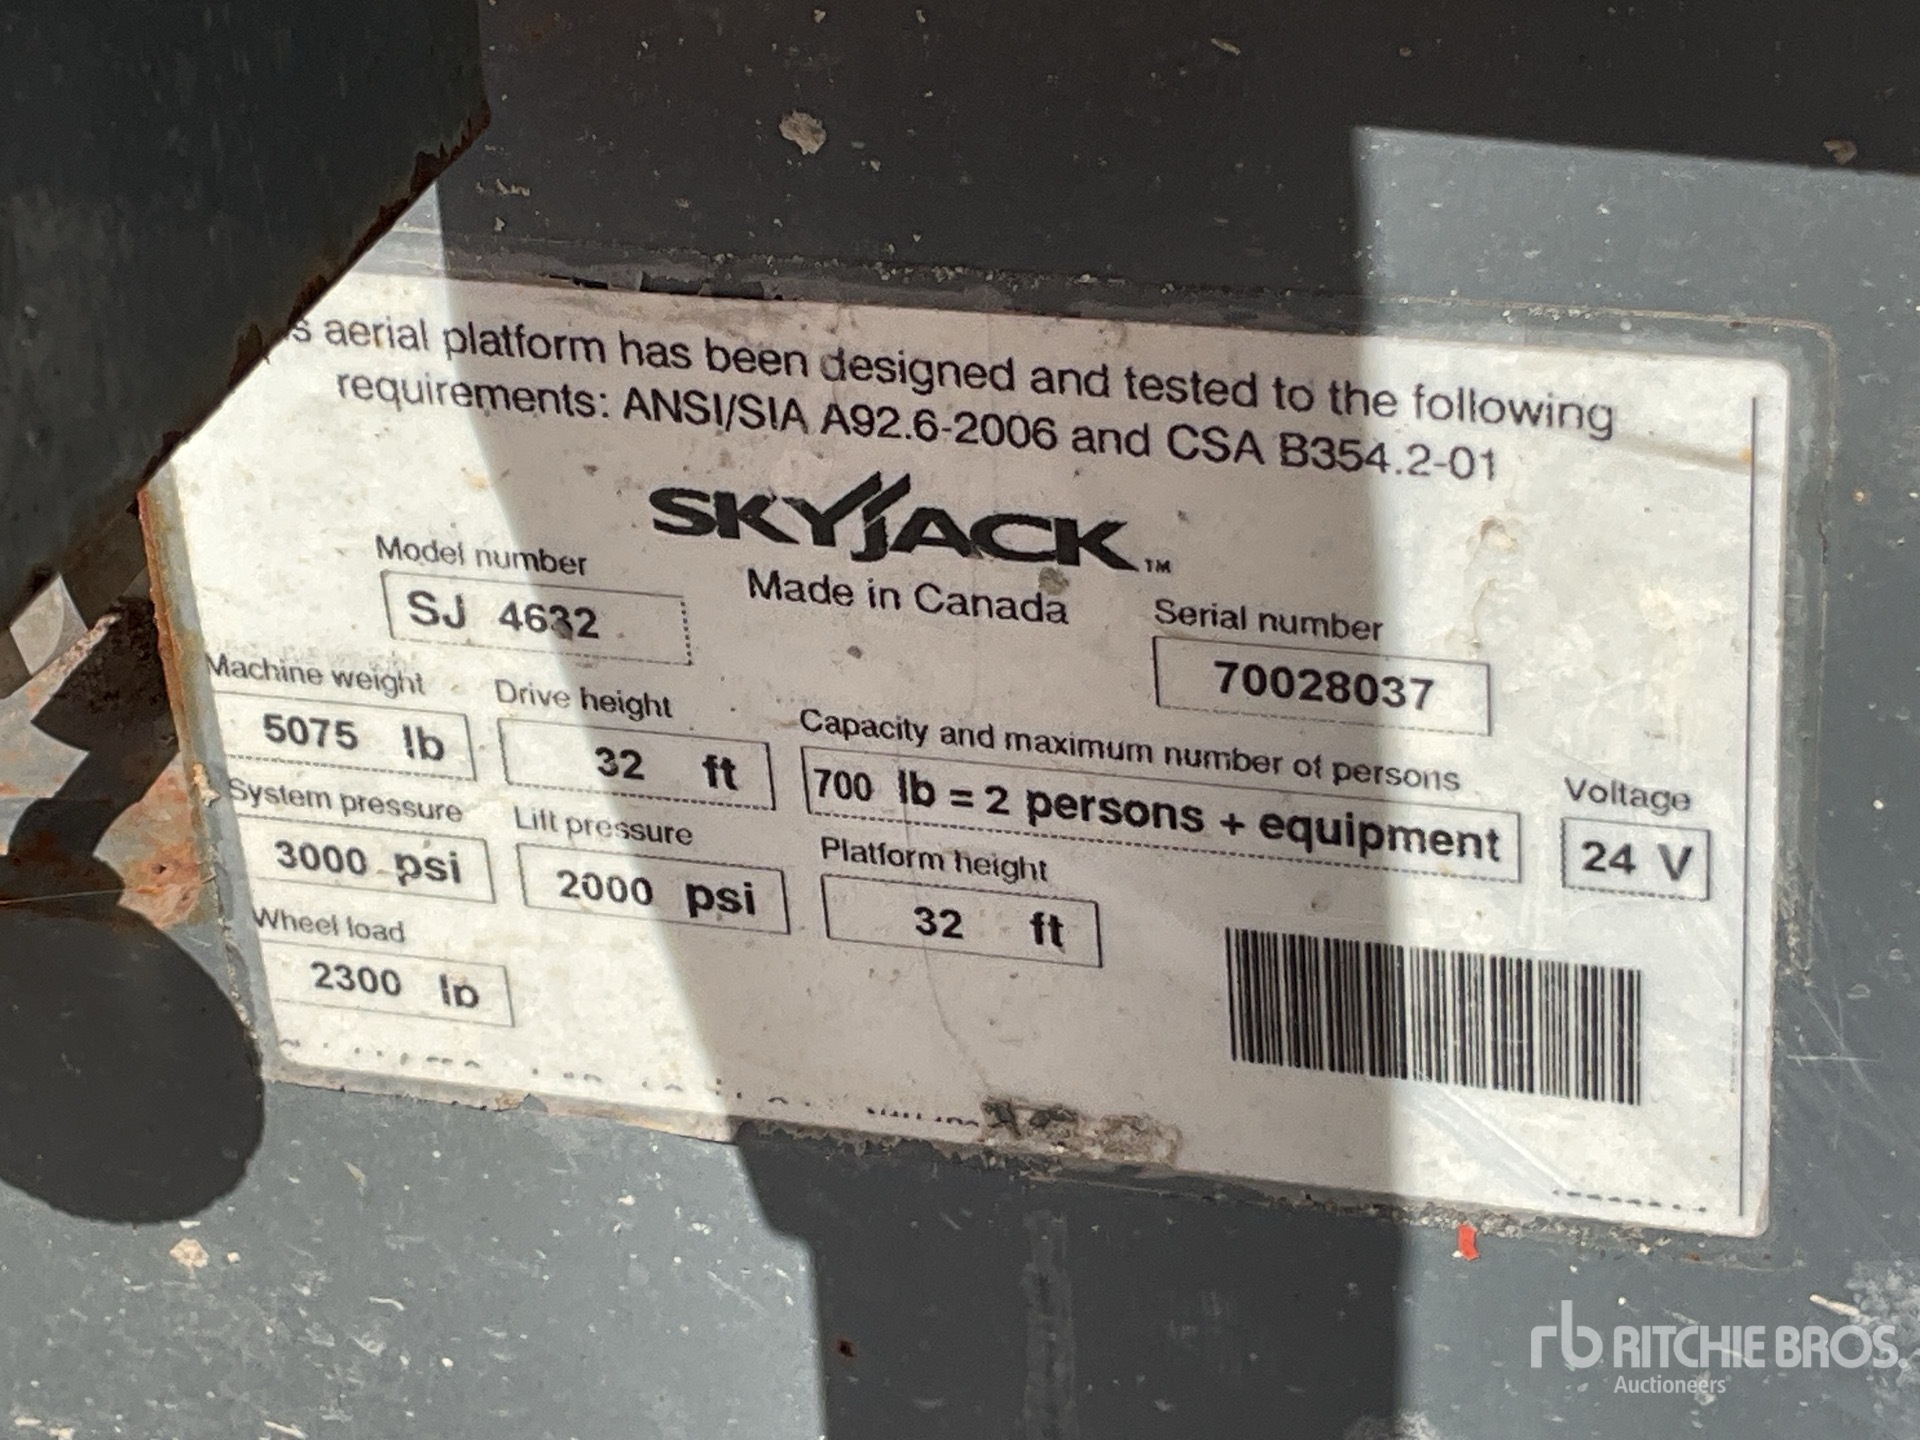 s aerial platform has been designed and tested to the following
requirements: ANSI/SIA A92.6-2006 and CSA B354.2-01
SKYJACK™
Made in Canada
Model number
SJ 4632
Serial number
70028037
Machine weight
5075 lb
Drive height
32 ft
Capacity and maximum number of persons
700 lb = 2 persons + equipment
Voltage
24 V
System pressure
3000 psi
Lift pressure
2000 psi
Platform height
32 ft
Wheel load
2300 lb
rb RITCHIE BROS.
Auctioneers